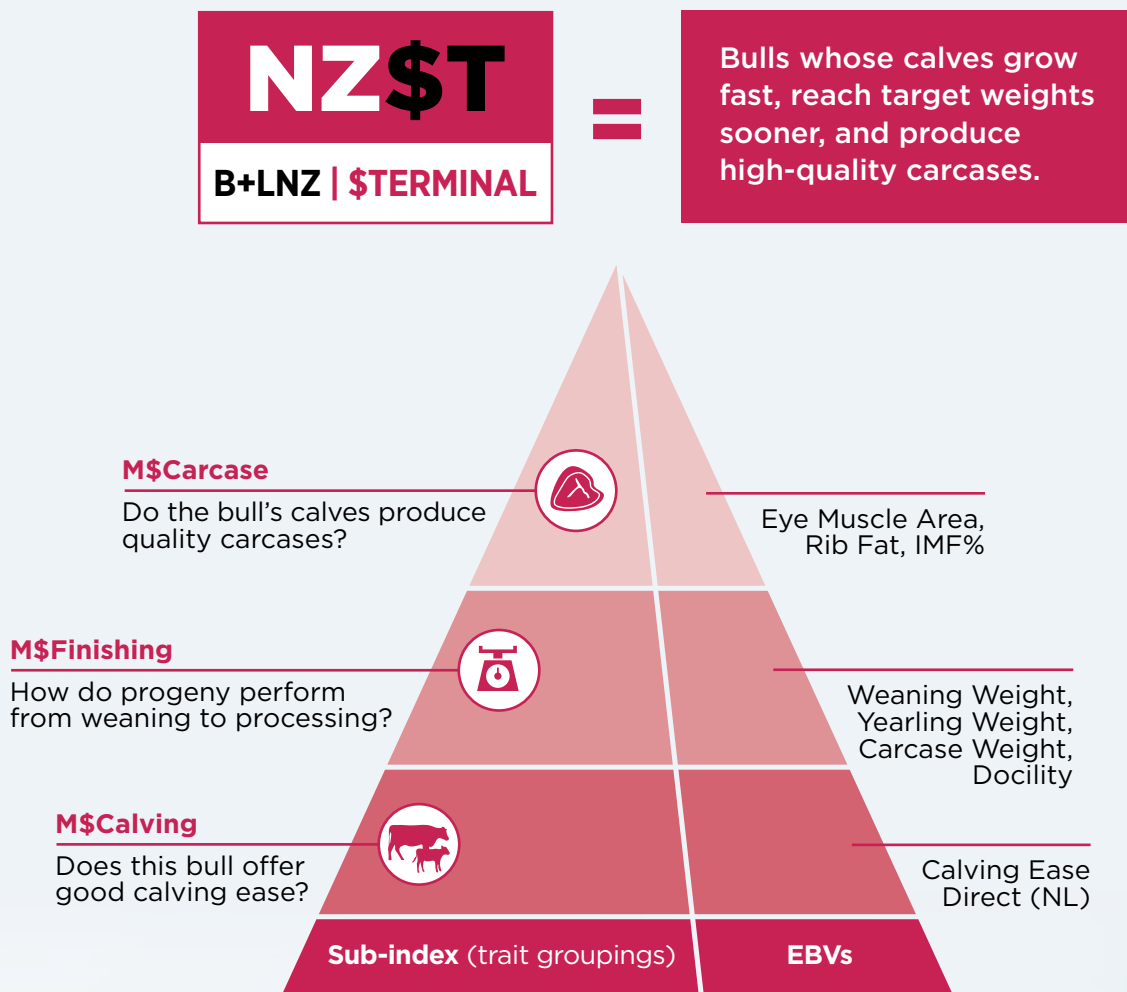 NZ$T
B+LNZ | $TERMINAL
=
Bulls whose calves grow
fast, reach target weights
sooner, and produce
high-quality carcases.
M$Carcase
Do the bull’s calves produce
quality carcases?
Eye Muscle Area,
Rib Fat, IMF%
M$Finishing
How do progeny perform
from weaning to processing?
Weaning Weight,
Yearling Weight,
Carcase Weight,
Docility
M$Calving
Does this bull offer
good calving ease?
Calving Ease
Direct (NL)
Sub-index (trait groupings)
EBVs